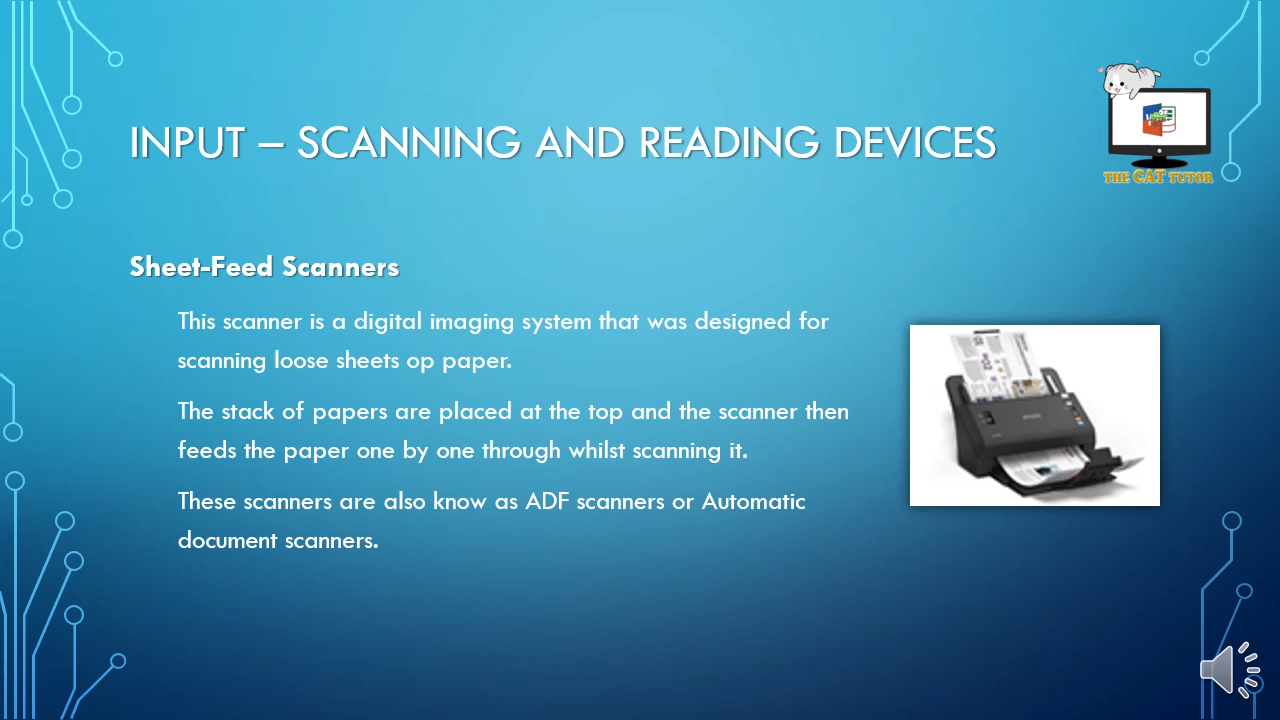 INPUT – SCANNING AND READING DEVICES
THE CAT TUTOR
Sheet-Feed Scanners
This scanner is a digital imaging system that was designed for
scanning loose sheets op paper.
The stack of papers are placed at the top and the scanner then
feeds the paper one by one through whilst scanning it.
These scanners are also know as ADF scanners or Automatic
document scanners.